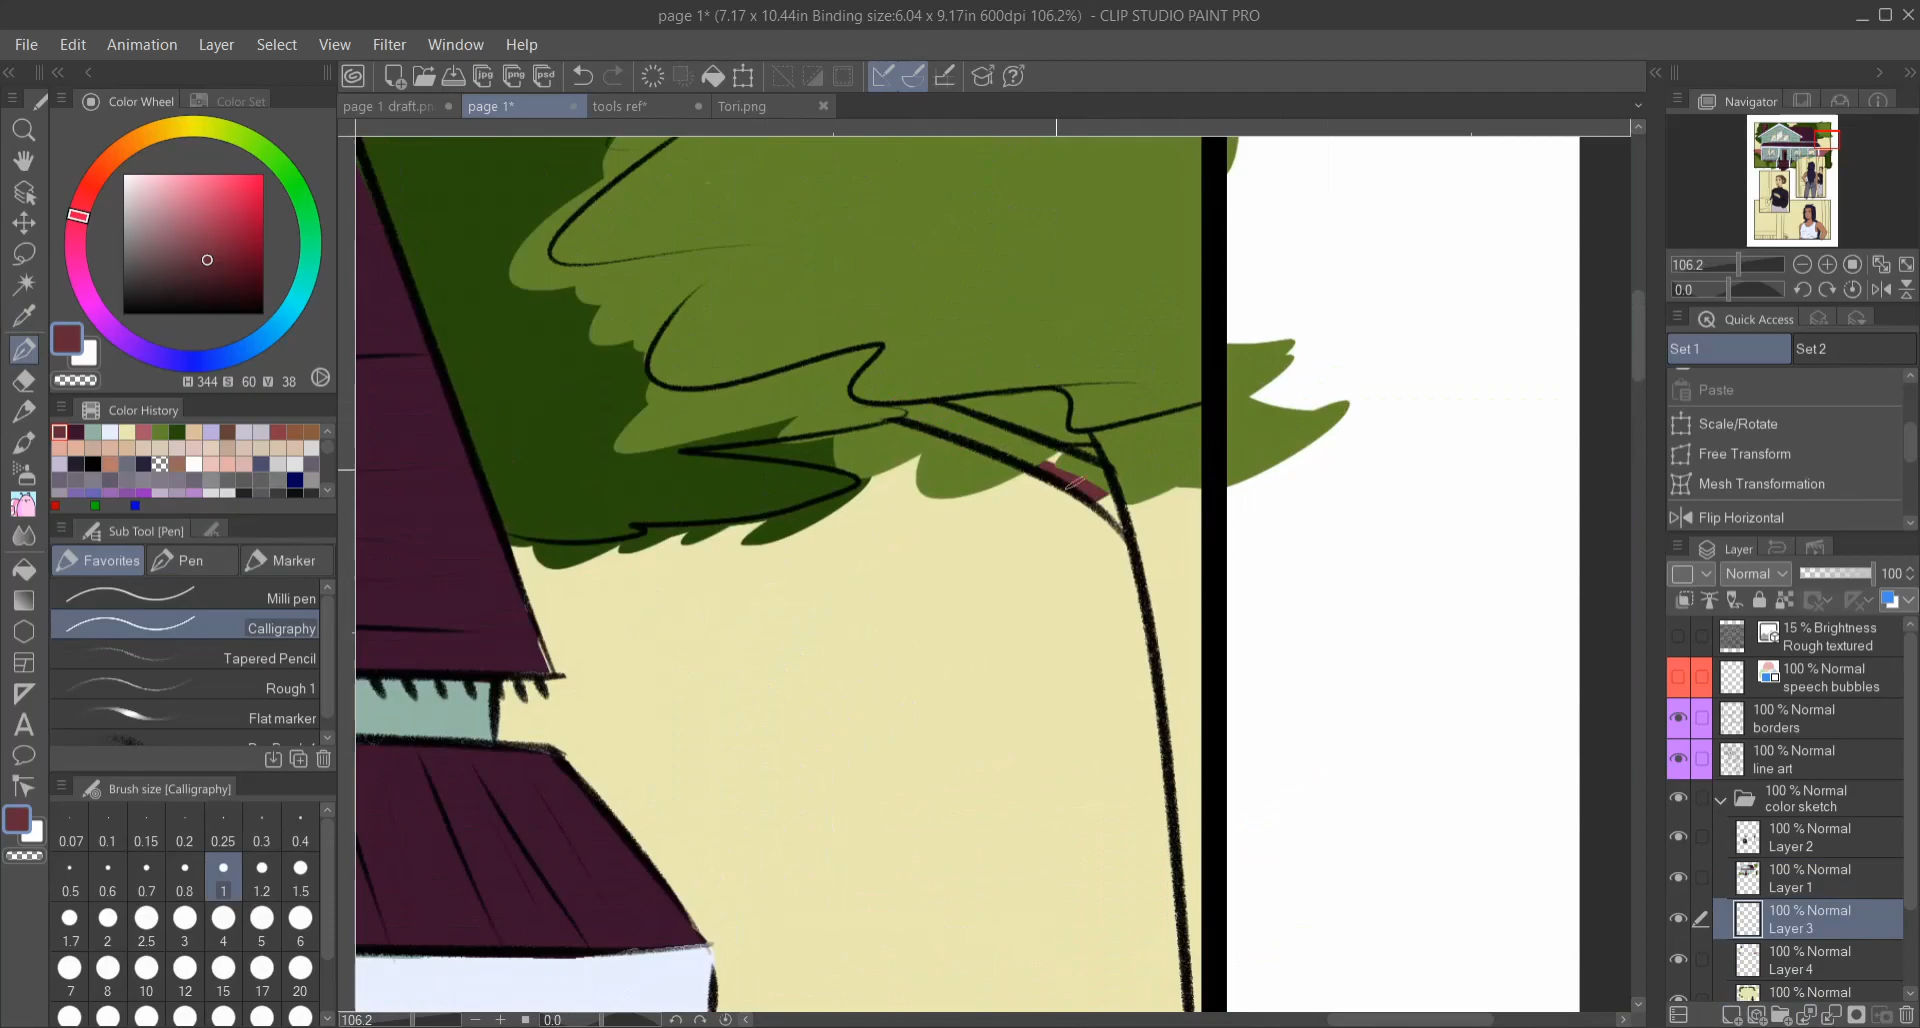 page 1* (7.17 x 10.44in Binding size:6.04 x 9.17in 600dpi 106.2%) - CLIP STUDIO PAINT PRO
File Edit Animation Layer Select View Filter Window Help
jpg png psd
Color Wheel Color Set
page 1 draft.pn page 1* tools ref* Tori.png
Navigator
H 344 S 60 V 38
Color History
Sub Tool [Pen]
Favorites Pen Marker
Milli pen
Calligraphy
Tapered Pencil
Rough 1
Flat marker
Brush size [Calligraphy]
0.07 0.1 0.15 0.2 0.25 0.3 0.4
0.5 0.6 0.7 0.8 1 1.2 1.5
1.7 2 2.5 3 4 5 6
7 8 10 12 15 17 20
106.2 0.0
106.2
0.0
Quick Access
Set 1 Set 2
Paste
Scale/Rotate
Free Transform
Mesh Transformation
Flip Horizontal
Layer
Normal 100
15 % Brightness
Rough textured
100 % Normal
speech bubbles
100 % Normal
borders
100 % Normal
line art
100 % Normal
color sketch
100 % Normal
Layer 2
100 % Normal
Layer 1
100 % Normal
Layer 3
100 % Normal
Layer 4
100 % Normal